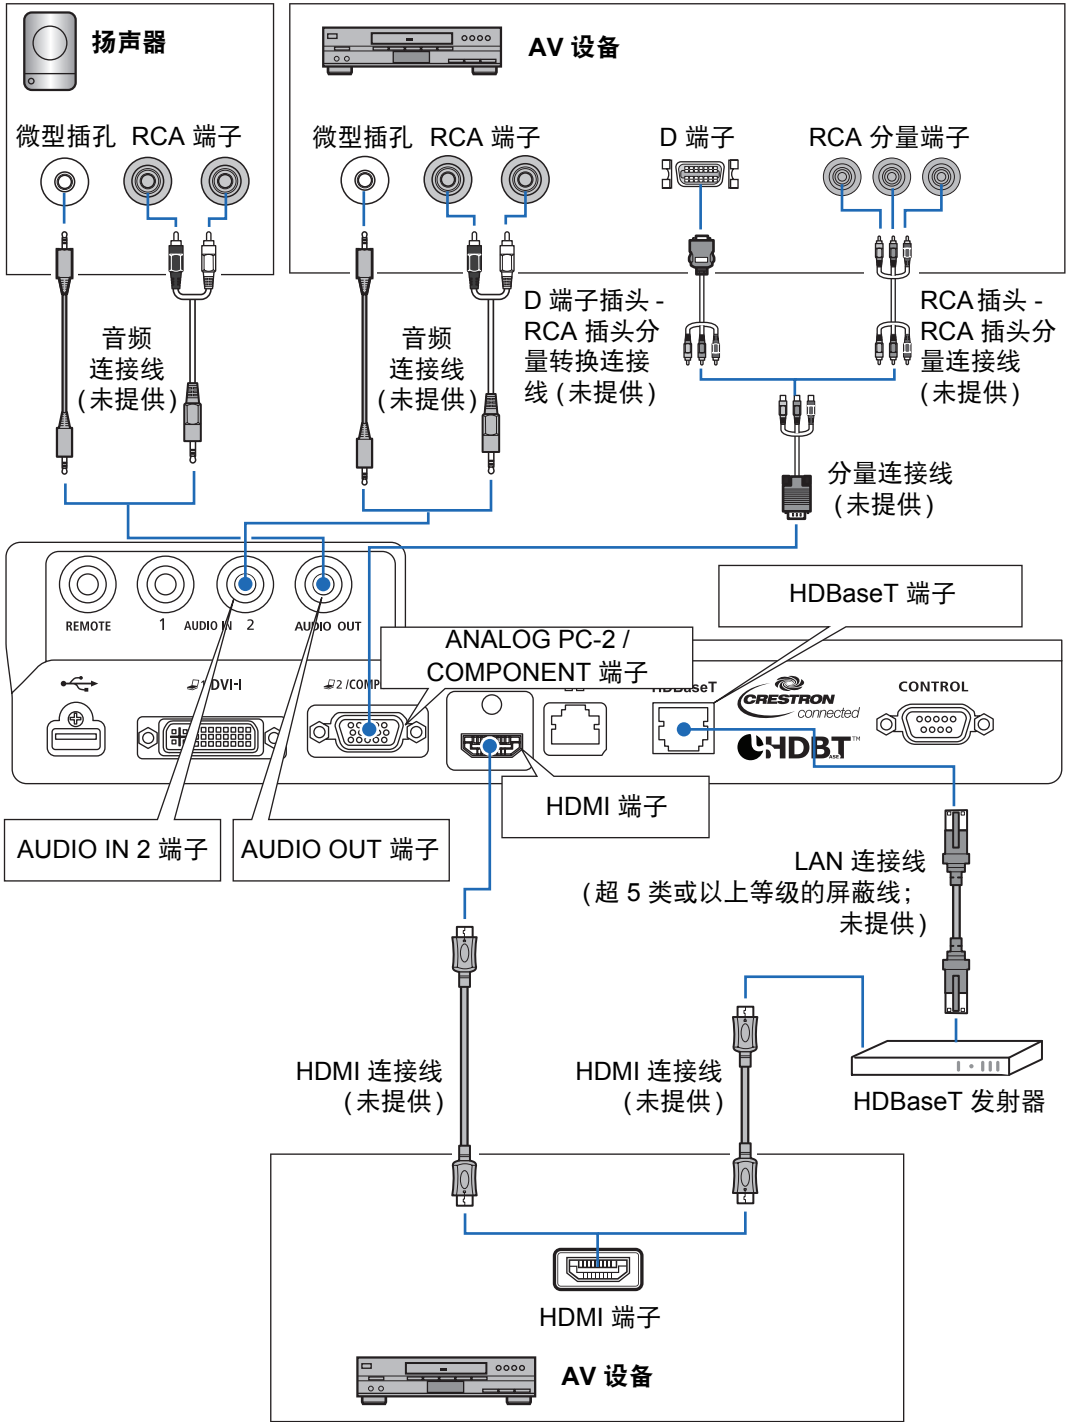 扬声器
AV 设备
微型插孔 RCA 端子
微型插孔 RCA 端子
D 端子
RCA 分量端子
音频
连接线
(未提供)
音频
连接线
(未提供)
D 端子插头 -
RCA 插头分
量转换连接
线 (未提供)
RCA 插头 -
RCA 插头分
量连接线
(未提供)
分量连接线
(未提供)
HDBaseT 端子
REMOTE
1
AUDIO IN
2
AUDIO OUT
ANALOG PC-2 /
COMPONENT 端子
1 DVI-I
2 /COMP
HDBaseT
CRESTRON
connected
HDBT
ASE
™
CONTROL
HDMI 端子
AUDIO IN 2 端子
AUDIO OUT 端子
LAN 连接线
(超 5 类或以上等级的屏蔽线;
未提供)
HDMI 连接线
(未提供)
HDMI 连接线
(未提供)
HDBaseT 发射器
HDMI 端子
AV 设备